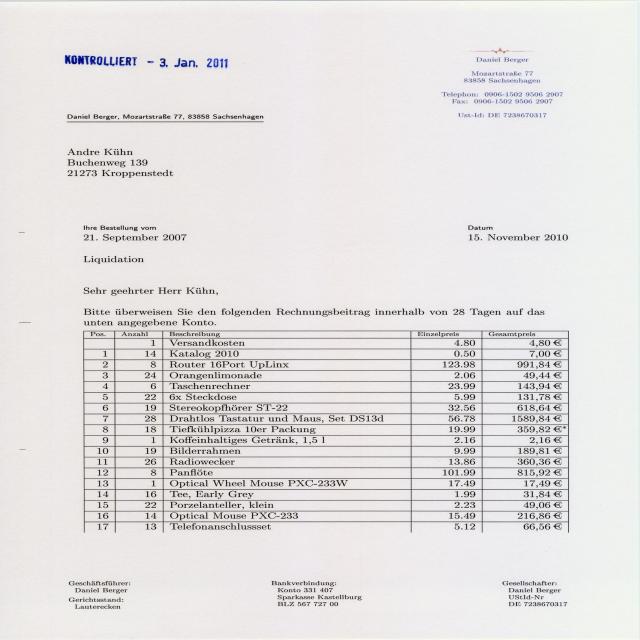 KONTROLLIERT - 3. Jan. 2011
Daniel Berger
Mozartstraße 77
83858 Sachsenhagen
Telephon: 0906-1502 9506 2907
Fax: 0906-1502 9506 2907
Ust-Id: DE 7238670317
Daniel Berger, Mozartstraße 77, 83858 Sachsenhagen
Andre Kühn
Buchenweg 139
21273 Kroppenstedt
Ihre Bestellung vom Datum
21. September 2007 15. November 2010
Liquidation
Sehr geehrter Herr Kühn,
Bitte überweisen Sie den folgenden Rechnungsbeitrag innerhalb von 28 Tagen auf das
unten angegebene Konto.
Pos. Anzahl Beschreibung Einzelpreis Gesamtpreis
1 Versandkosten 4.80 4,80 €
1 14 Katalog 2010 0.50 7,00 €
2 8 Router 16Port UpLinx 123.98 991,84 €
3 24 Orangenlimonade 2.06 49,44 €
4 6 Taschenrechner 23.99 143,94 €
5 22 6x Steckdose 5.99 131,78 €
6 19 Stereokopfhörer ST-22 32.56 618,64 €
7 28 Drahtlos Tastatur und Maus, Set DS13d 56.78 1589,84 €
8 18 Tiefkühlpizza 10er Packung 19.99 359,82 €*
9 1 Koffeinhaltiges Getränk, 1,5 l 2.16 2,16 €
10 19 Bilderrahmen 9.99 189,81 €
11 26 Radiowecker 13.86 360,36 €
12 8 Panflöte 101.99 815,92 €
13 1 Optical Wheel Mouse PXC-233W 17.49 17,49 €
14 16 Tee, Early Grey 1.99 31,84 €
15 22 Porzelanteller, klein 2.23 49,06 €
16 14 Optical Mouse PXC-233 15.49 216,86 €
17 13 Telefonanschlussset 5.12 66,56 €
Geschäftsführer:
Daniel Berger
Gerichtsstand:
Lauterecken
Bankverbindung:
Konto 331 407
Sparkasse Kastellburg
BLZ 567 727 00
Gesellschafter:
Daniel Berger
UStId-Nr
DE 7238670317